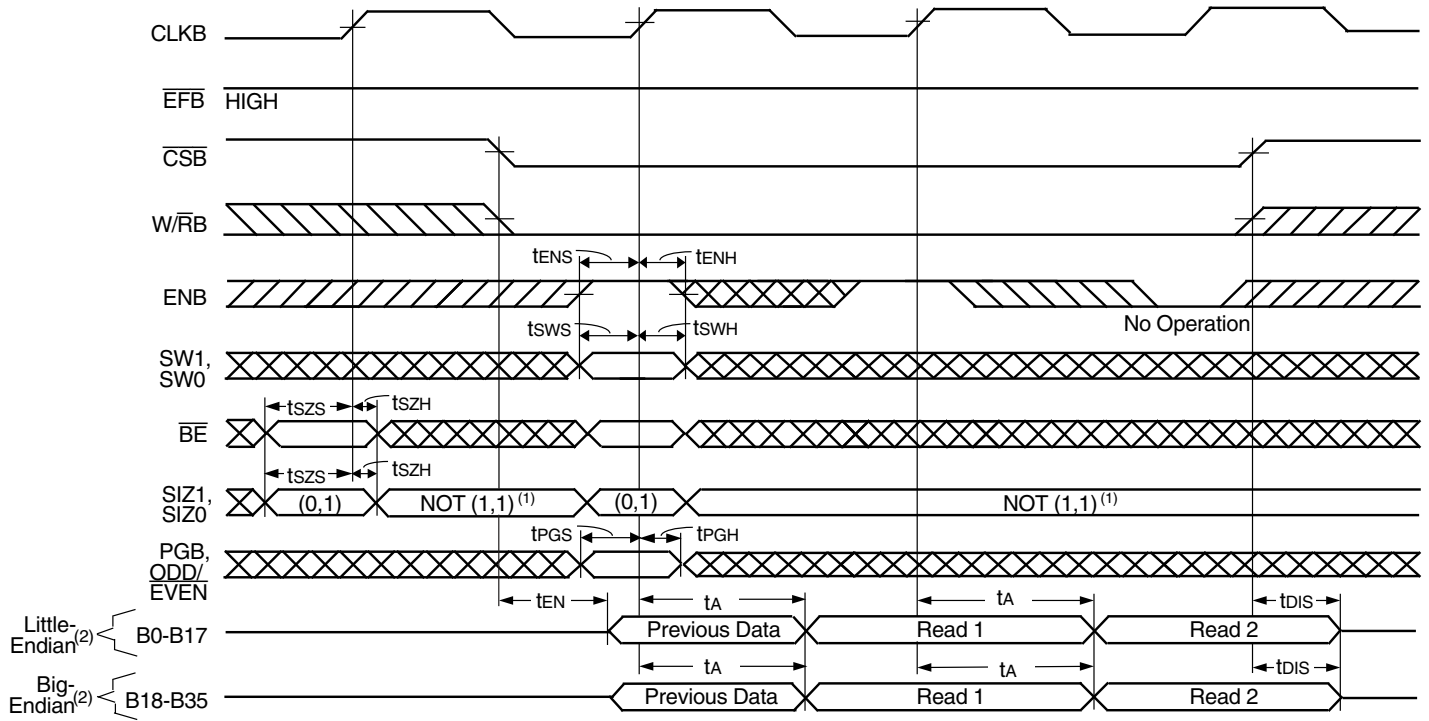 CLKB
EFB HIGH
CSB
W/RB
tENS tENH
ENB
No Operation
tSWS tSWH
SW1,
SW0
tSZS tSZH
BE
tSZS tSZH
SIZ1,
SIZ0
(0,1) NOT (1,1) (1) (0,1) NOT (1,1) (1)
tPGS tPGH
PGB,
ODD/
EVEN
tEN tA tA tDIS
Little-
Endian(2) B0-B17 Previous Data Read 1 Read 2
tA tA tDIS
Big-
Endian(2) B18-B35 Previous Data Read 1 Read 2